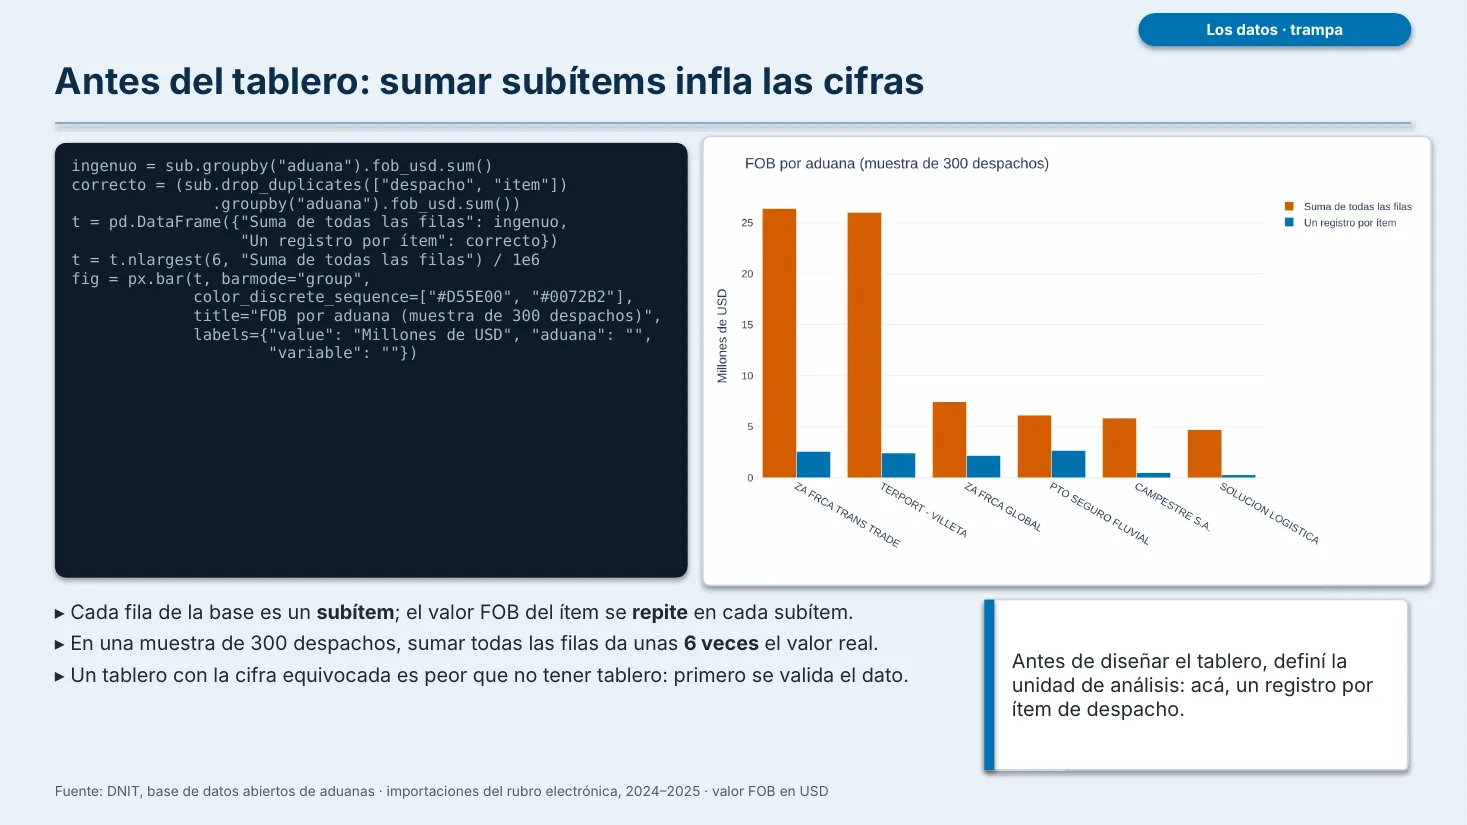 Los datos · trampa
Antes del tablero: sumar subítems infla las cifras
ingenuo = sub.groupby("aduana").fob_usd.sum()
correcto = (sub.drop_duplicates(["despacho", "item"])
.groupby("aduana").fob_usd.sum())
t = pd.DataFrame({"Suma de todas las filas": ingenuo,
"Un registro por ítem": correcto})
t = t.nlargest(6, "Suma de todas las filas") / 1e6
fig = px.bar(t, barmode="group",
color_discrete_sequence=["#D55E00", "#0072B2"],
title="FOB por aduana (muestra de 300 despachos)",
labels={"value": "Millones de USD", "aduana": "",
"variable": ""})
FOB por aduana (muestra de 300 despachos)
Suma de todas las filas
Un registro por ítem
Millones de USD
25
20
15
10
5
0
ZA FRCA TRANS TRADE
TERPORT - VILLETA
ZA FRCA GLOBAL
PTO SEGURO FLUVIAL
CAMPESTRE S.A.
SOLUCION LOGISTICA
▸ Cada fila de la base es un subítem; el valor FOB del ítem se repite en cada subítem.
▸ En una muestra de 300 despachos, sumar todas las filas da unas 6 veces el valor real.
▸ Un tablero con la cifra equivocada es peor que no tener tablero: primero se valida el dato.
Antes de diseñar el tablero, definí la
unidad de análisis: acá, un registro por
ítem de despacho.
Fuente: DNIT, base de datos abiertos de aduanas · importaciones del rubro electrónica, 2024–2025 · valor FOB en USD